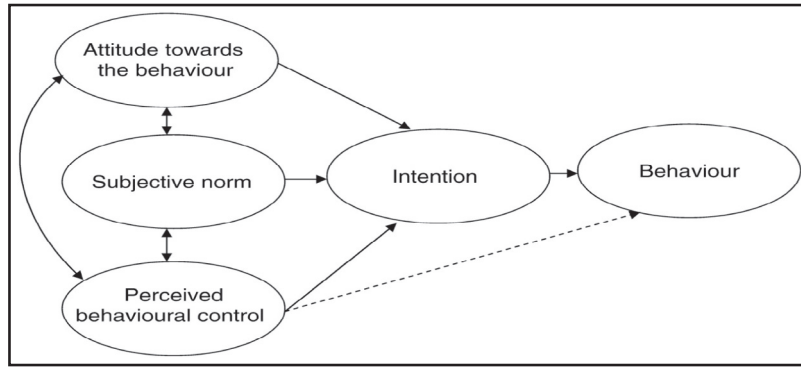 Attitude towards
the behaviour
Subjective norm
Intention
Behaviour
Perceived
behavioural control